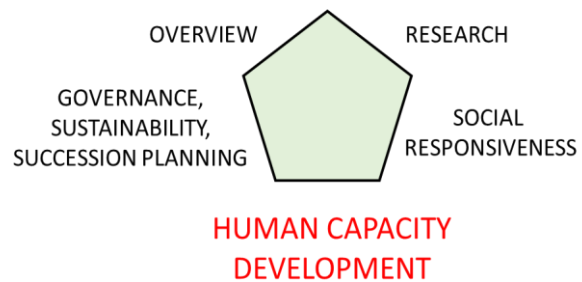 OVERVIEW
RESEARCH
GOVERNANCE,
SUSTAINABILITY,
SUCCESSION PLANNING
SOCIAL
RESPONSIVENESS
HUMAN CAPACITY
DEVELOPMENT